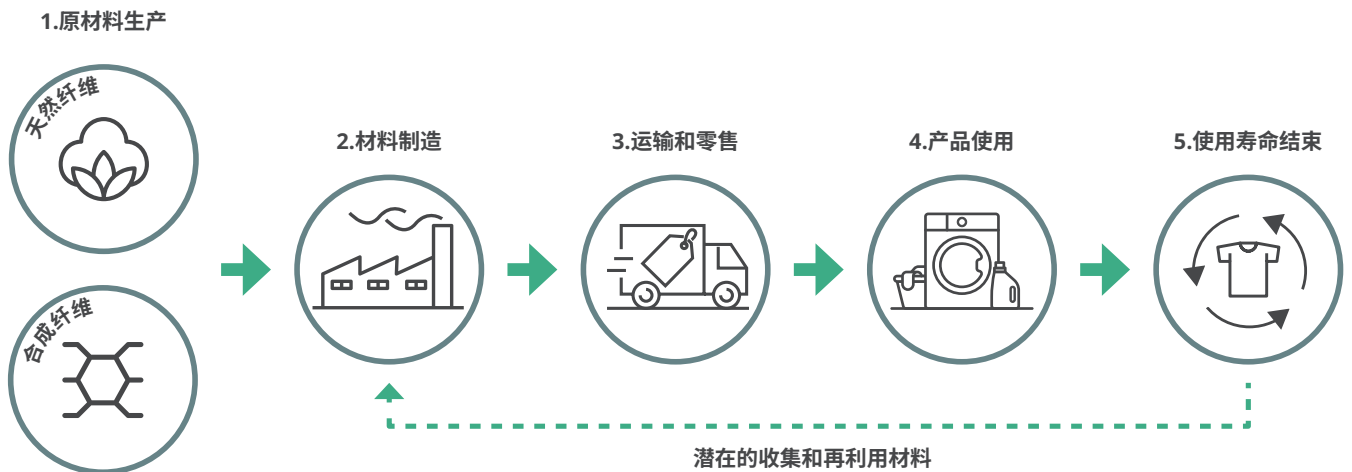 1.原材料生产
天然纤维
合成纤维
2.材料制造
3.运输和零售
4.产品使用
5.使用寿命结束
潜在的收集和再利用材料